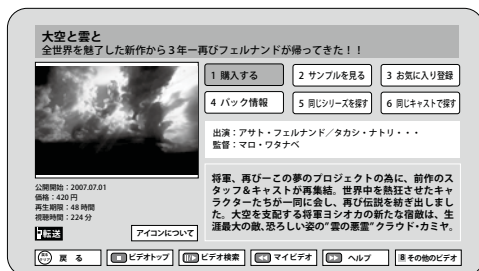 大空と雲と
全世界を魅了した新作から３年ー再びフェルナンドが帰ってきた！！
1 購入する
2 サンプルを見る
3 お気に入り登録
4 パック情報
5 同じシリーズを探す
6 同じキャストで探す
出演：アサト・フェルナンド／タカシ・ナトリ・・・
監督：マロ・ワタナベ
公開開始：2007.07.01
価格：420 円
再生期限：48 時間
視聴時間：224 分
転送
アイコンについて
将軍、再びーこの夢のプロジェクトの為に、前作のス
タッフ＆キャストが再集結。世界中を熱狂させたキャ
ラクターたちが一同に会し、再び伝説を紡ぎ出しまし
た。大空を支配する将軍ヨシオカの新たな宿敵は、生
涯最大の敵、恐ろしい姿の"雲の悪霊"クラウド・カミヤ。
戻 る
ビデオトップ
ビデオ検索
マイビデオ
ヘルプ
8 その他のビデオ